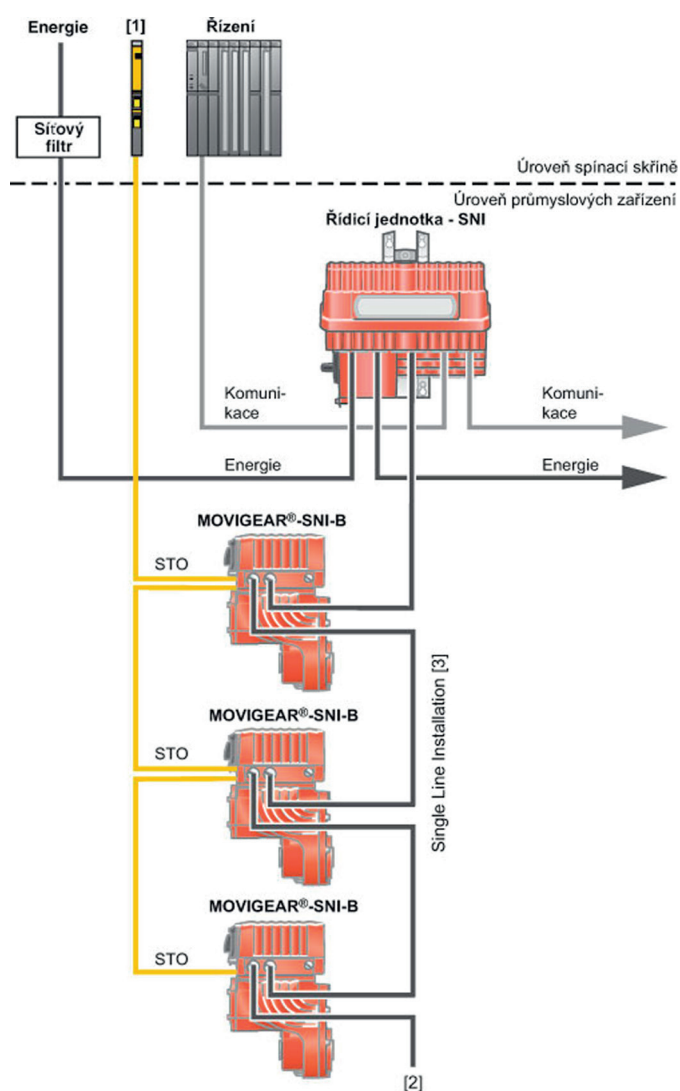 Energie
[1]
Řízení
Síťový
filtr
Úroveň spínací skříně
Úroveň průmyslových zařízení
Řídicí jednotka - SNI
Komuni-
kace
Komuni-
kace
Energie
Energie
MOVIGEAR®-SNI-B
STO
Single Line Installation [3]
MOVIGEAR®-SNI-B
STO
MOVIGEAR®-SNI-B
STO
[2]